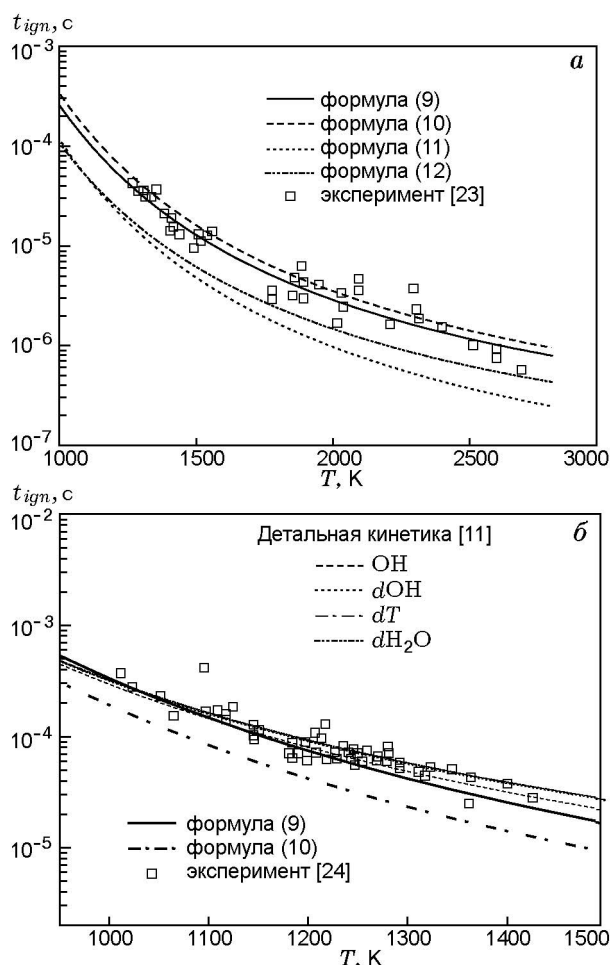 t_ign, с
а
10^-3
10^-4
10^-5
10^-6
10^-7
формула (9)
формула (10)
формула (11)
формула (12)
эксперимент [23]
1000 1500 2000 2500 3000
T, K
t_ign, с
б
10^-2
10^-3
10^-4
10^-5
Детальная кинетика [11]
OH
dOH
dT
dH₂O
формула (9)
формула (10)
эксперимент [24]
1000 1100 1200 1300 1400 1500
T, K